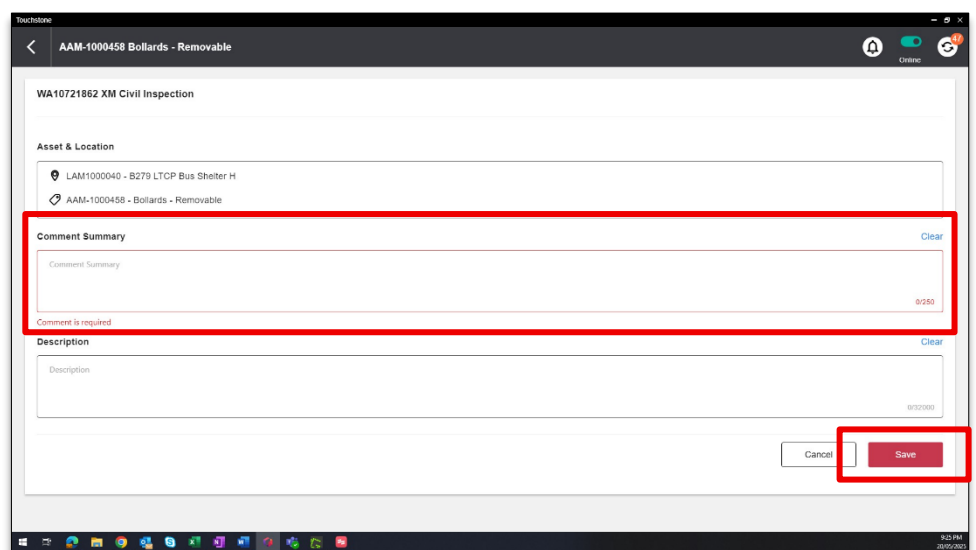 Touchstone
AAM-1000458 Bollards - Removable
47
Online
WA10721862 XM Civil Inspection
Asset & Location
LAM1000040 - B279 LTCP Bus Shelter H
AAM-1000458 - Bollards - Removable
Comment Summary
Clear
Comment Summary
0/250
Comment is required
Description
Clear
Description
0/32000
Cancel
Save
9:25 PM
20/05/2025